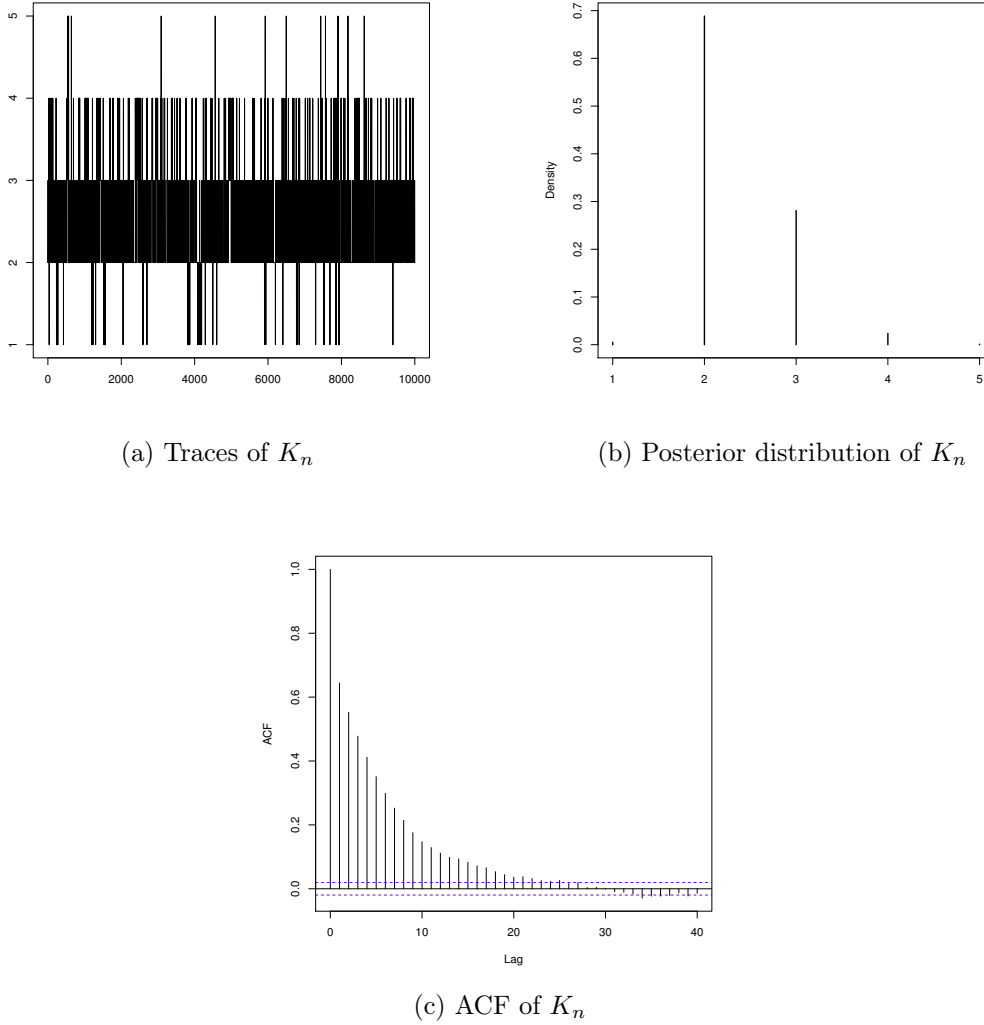 5
4
3
2
1
0 2000 4000 6000 8000 10000
(a) Traces of Kₙ
0.7
0.6
0.5
0.4
0.3
0.2
0.1
0.0
Density
1 2 3 4 5
(b) Posterior distribution of Kₙ
1.0
0.8
0.6
0.4
0.2
0.0
ACF
0 10 20 30 40
Lag
(c) ACF of Kₙ